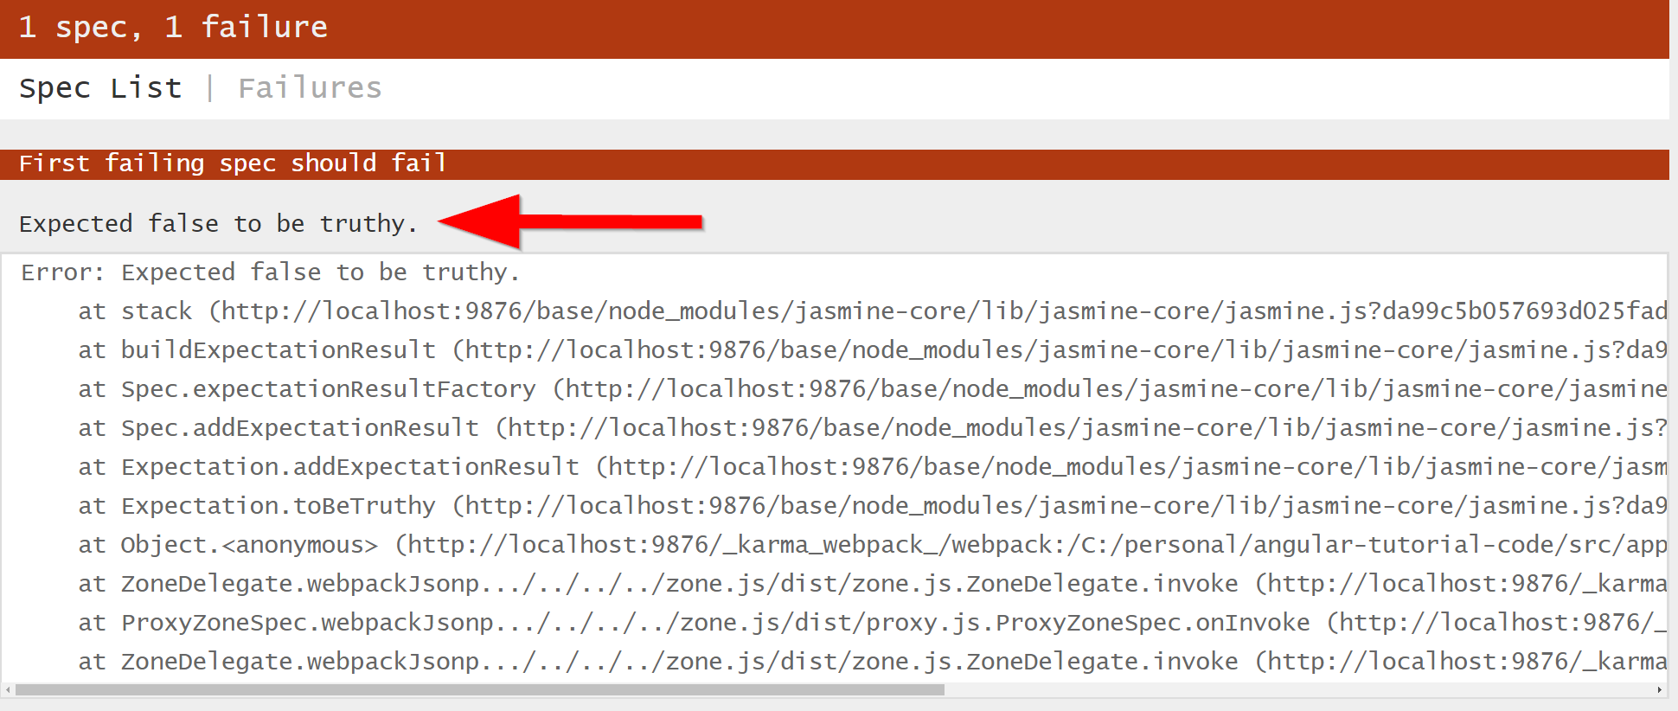 1 spec, 1 failure
Spec List | Failures
First failing spec should fail
Expected false to be truthy.
Error: Expected false to be truthy.
at stack (http://localhost:9876/base/node_modules/jasmine-core/lib/jasmine-core/jasmine.js?da99c5b057693d025fad
at buildExpectationResult (http://localhost:9876/base/node_modules/jasmine-core/lib/jasmine-core/jasmine.js?da9
at Spec.expectationResultFactory (http://localhost:9876/base/node_modules/jasmine-core/lib/jasmine-core/jasmine
at Spec.addExpectationResult (http://localhost:9876/base/node_modules/jasmine-core/lib/jasmine-core/jasmine.js?
at Expectation.addExpectationResult (http://localhost:9876/base/node_modules/jasmine-core/lib/jasmine-core/jasm
at Expectation.toBeTruthy (http://localhost:9876/base/node_modules/jasmine-core/lib/jasmine-core/jasmine.js?da9
at Object.<anonymous> (http://localhost:9876/_karma_webpack_/webpack:/C:/personal/angular-tutorial-code/src/app
at ZoneDelegate.webpackJsonp.../../../../zone.js/dist/zone.js.ZoneDelegate.invoke (http://localhost:9876/_karma
at ProxyZoneSpec.webpackJsonp.../../../../zone.js/dist/proxy.js.ProxyZoneSpec.onInvoke (http://localhost:9876/_
at ZoneDelegate.webpackJsonp.../../../../zone.js/dist/zone.js.ZoneDelegate.invoke (http://localhost:9876/_karma